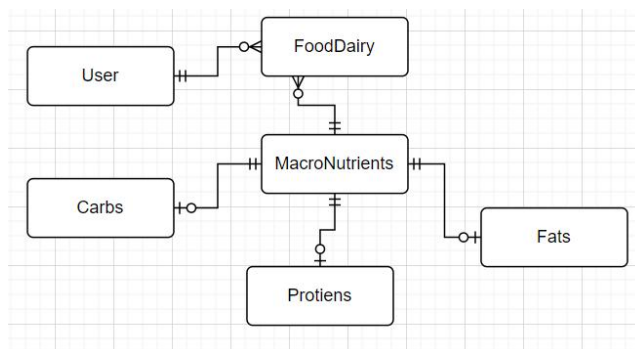 FoodDairy
User
MacroNutrients
Carbs
Fats
Protiens